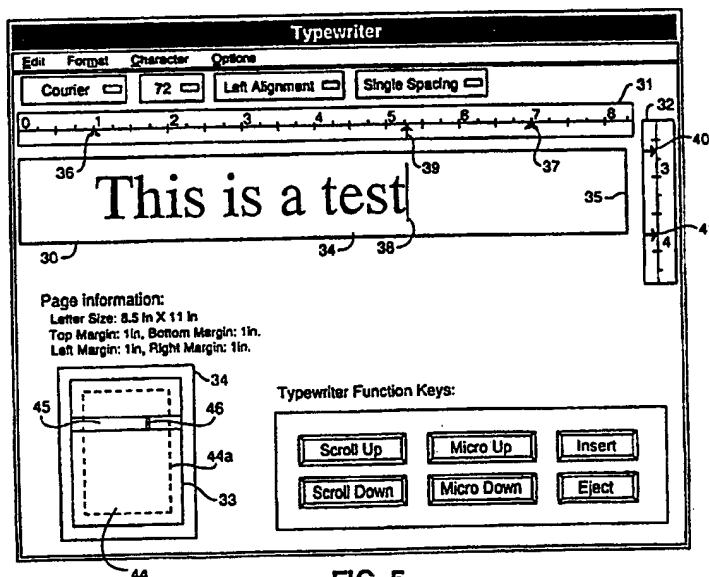 Typewriter
Edit Format Character Options
Courier 72 Left Alignment Single Spacing
31
32
0 1 2 3 4 5 6 7 8
40
36 39 37
3
This is a test
35
38
34
30
4
4
Page information:
Letter Size: 8.5 in X 11 in
Top Margin: 1in, Bottom Margin: 1in.
Left Margin: 1in, Right Margin: 1in.
34
45 46
44a
33
44
Typewriter Function Keys:
Scroll Up Micro Up Insert
Scroll Down Micro Down Eject